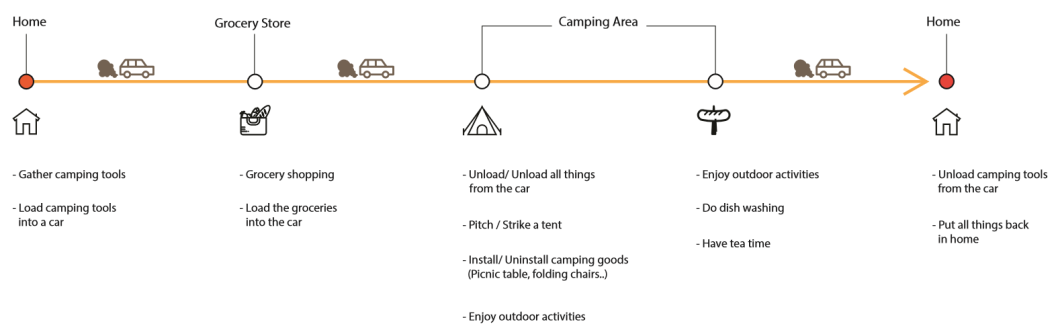 Home
Grocery Store
Camping Area
Home
- Gather camping tools
- Load camping tools
into a car
- Grocery shopping
- Load the groceries
into the car
- Unload/ Unload all things
from the car
- Pitch / Strike a tent
- Install/ Uninstall camping goods
(Picnic table, folding chairs..)
- Enjoy outdoor activities
- Enjoy outdoor activities
- Do dish washing
- Have tea time
- Unload camping tools
from the car
- Put all things back
in home